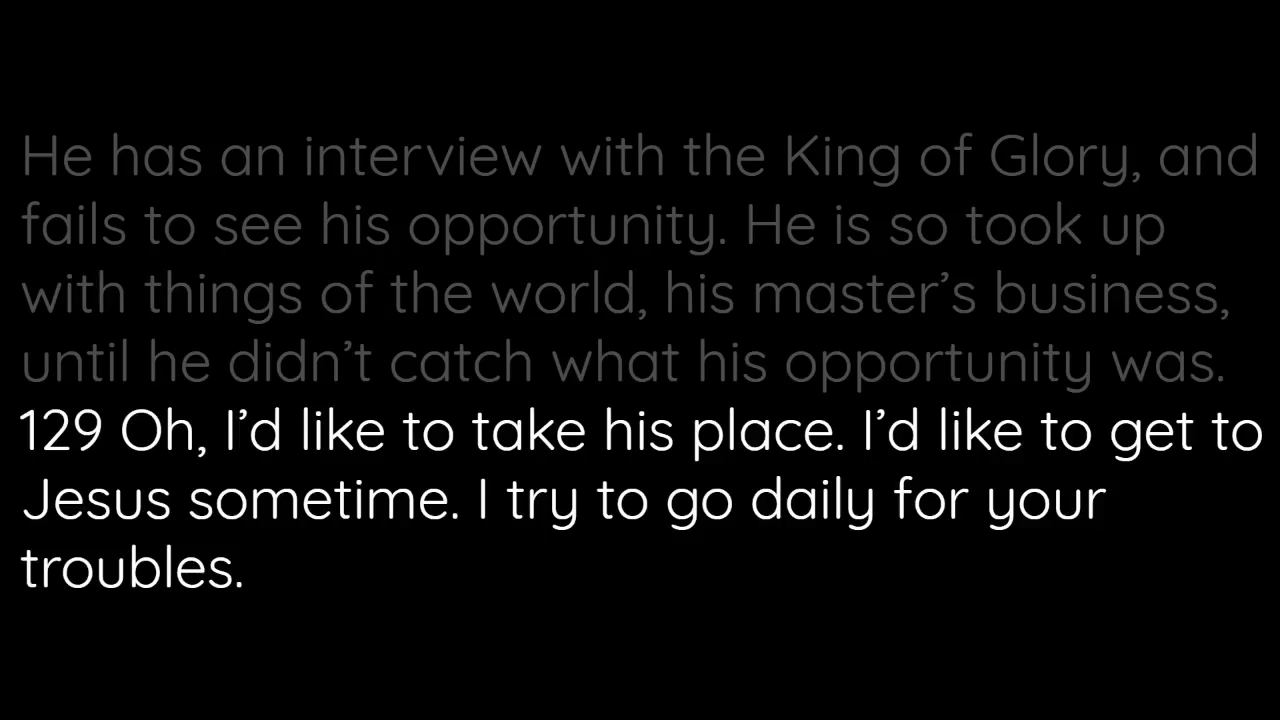 He has an interview with the King of Glory, and
fails to see his opportunity. He is so took up
with things of the world, his master’s business,
until he didn’t catch what his opportunity was.
129 Oh, I’d like to take his place. I’d like to get to
Jesus sometime. I try to go daily for your
troubles.